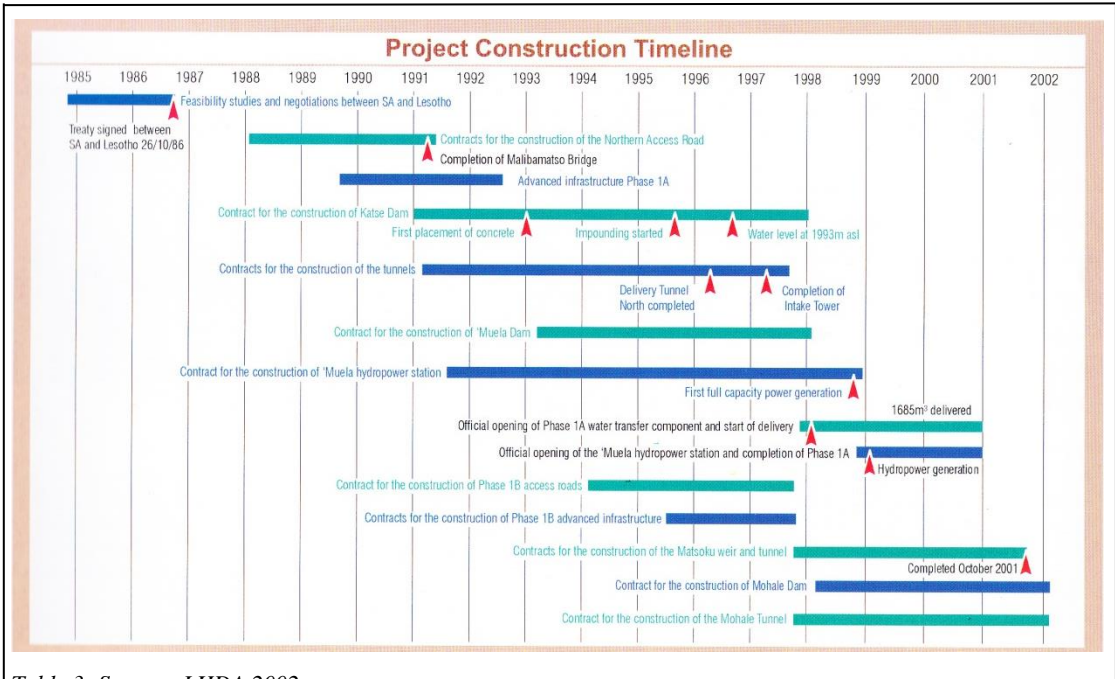 Project Construction Timeline
1985 1986 1987 1988 1989 1990 1991 1992 1993 1994 1995 1996 1997 1998 1999 2000 2001 2002
Feasibility studies and negotiations between SA and Lesotho
Treaty signed between
SA and Lesotho 26/10/86
Contracts for the construction of the Northern Access Road
Completion of Malibamatso Bridge
Advanced infrastructure Phase 1A
Contract for the construction of Katse Dam
First placement of concrete
Impounding started
Water level at 1993m asl
Contracts for the construction of the tunnels
Delivery Tunnel
North completed
Completion of
Intake Tower
Contract for the construction of 'Muela Dam
Contract for the construction of 'Muela hydropower station
First full capacity power generation
1685m³ delivered
Official opening of Phase 1A water transfer component and start of delivery
Official opening of the 'Muela hydropower station and completion of Phase 1A
Hydropower generation
Contract for the construction of Phase 1B access roads
Contracts for the construction of Phase 1B advanced infrastructure
Contracts for the construction of the Matsoku weir and tunnel
Completed October 2001
Contract for the construction of Mohale Dam
Contract for the construction of the Mohale Tunnel